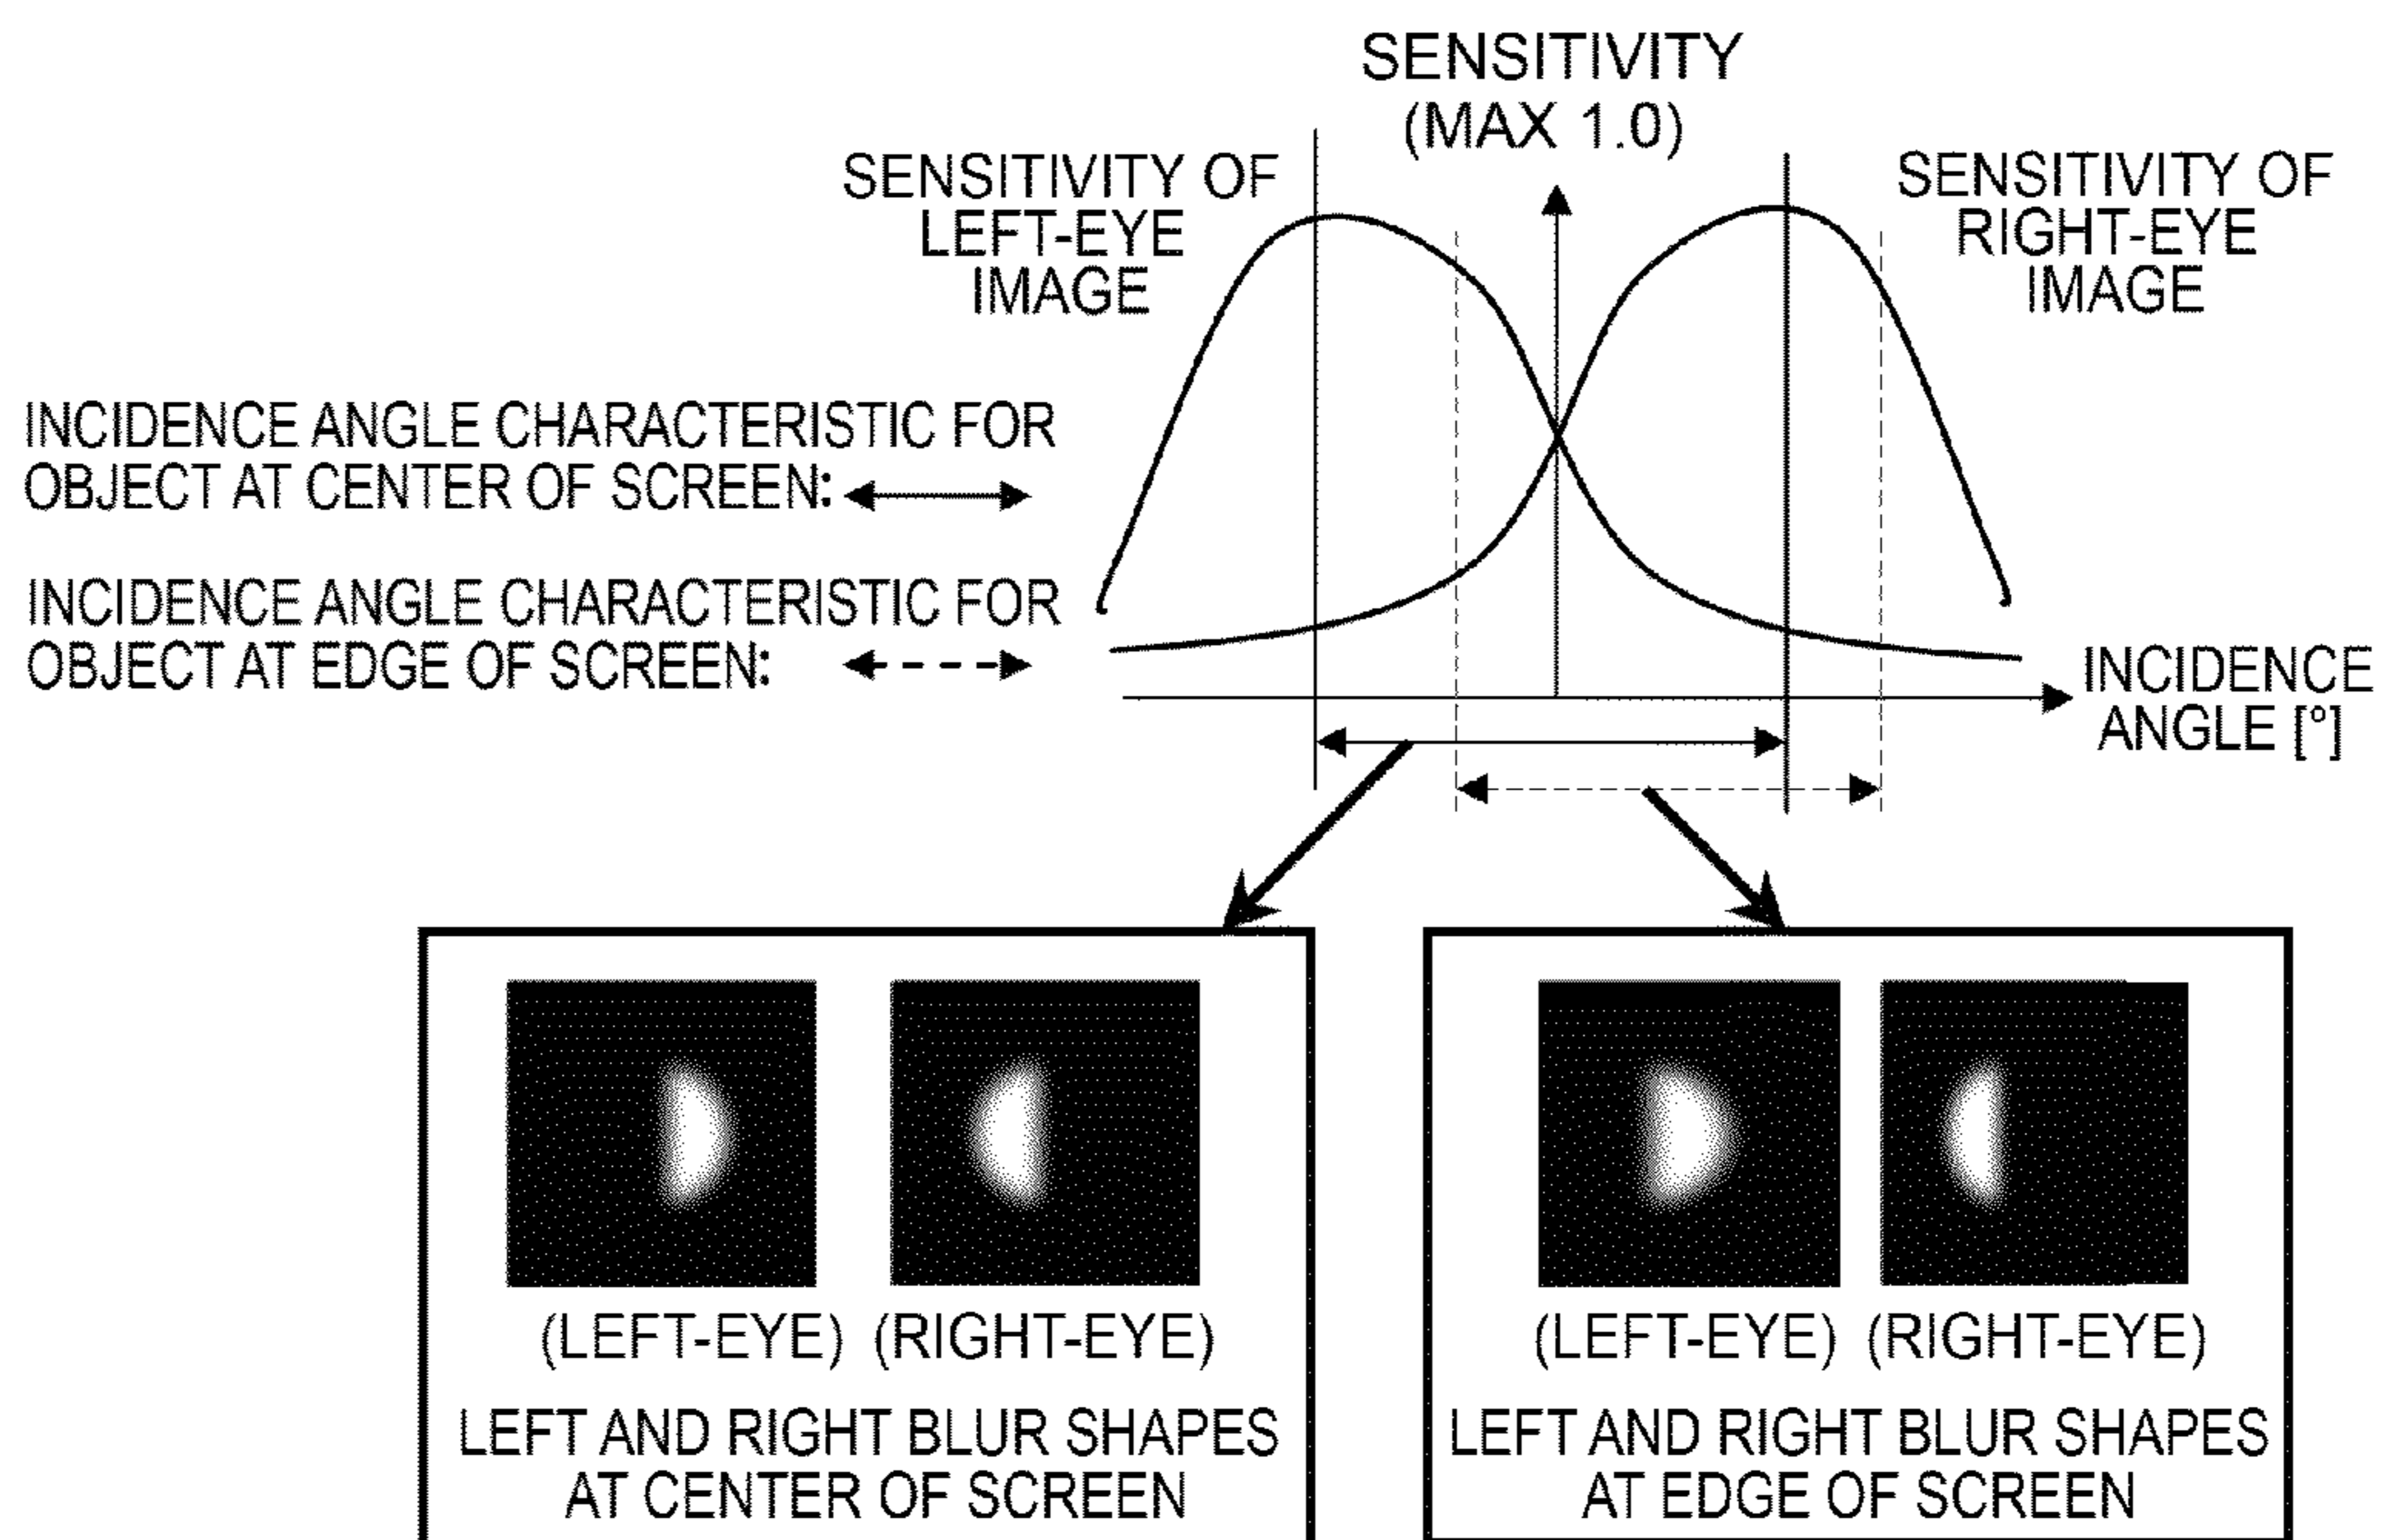 SENSITIVITY
(MAX 1.0)
SENSITIVITY OF
LEFT-EYE
IMAGE
SENSITIVITY OF
RIGHT-EYE
IMAGE
INCIDENCE ANGLE CHARACTERISTIC FOR
OBJECT AT CENTER OF SCREEN:
INCIDENCE ANGLE CHARACTERISTIC FOR
OBJECT AT EDGE OF SCREEN:
INCIDENCE
ANGLE [°]
(LEFT-EYE) (RIGHT-EYE)
LEFT AND RIGHT BLUR SHAPES
AT CENTER OF SCREEN
(LEFT-EYE) (RIGHT-EYE)
LEFT AND RIGHT BLUR SHAPES
AT EDGE OF SCREEN